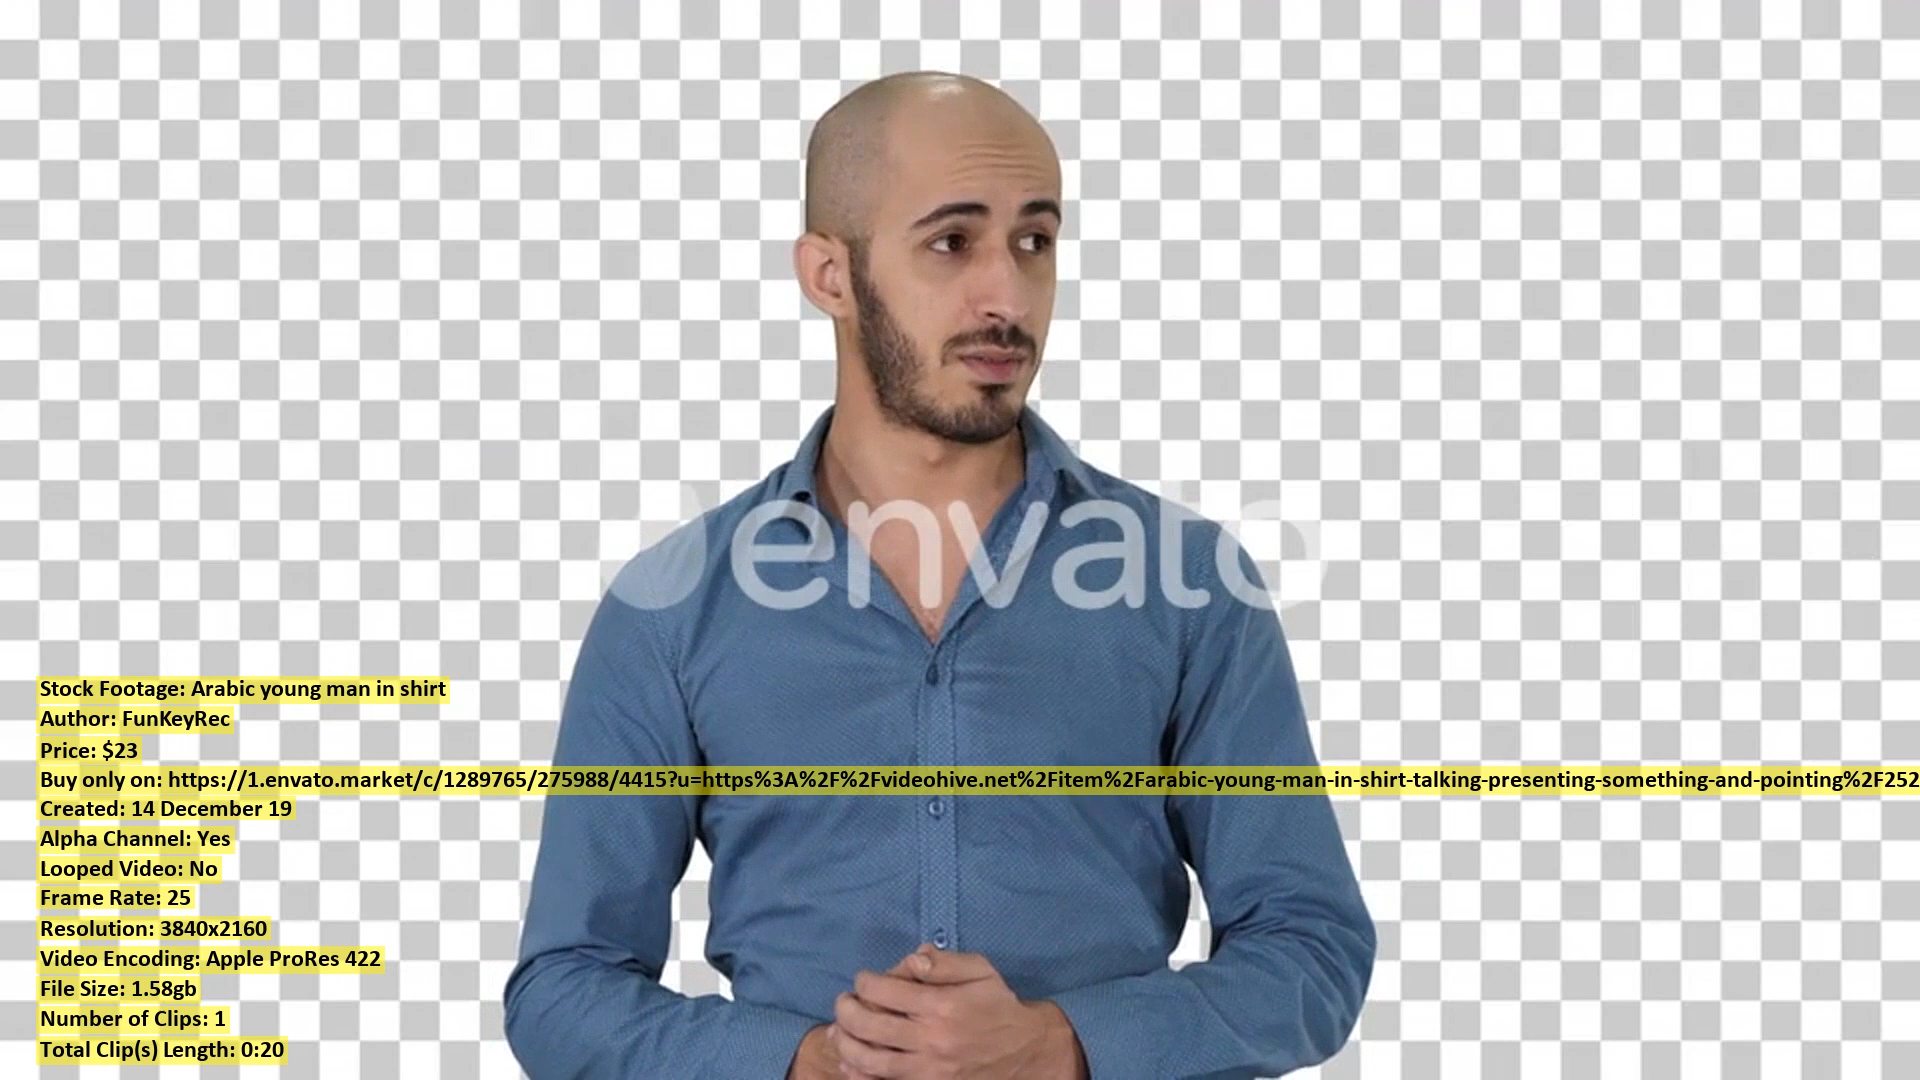 envato
Stock Footage: Arabic young man in shirt
Author: FunKeyRec
Price: $23
Buy only on: https://1.envato.market/c/1289765/275988/4415?u=https%3A%2F%2Fvideohive.net%2Fitem%2Farabic-young-man-in-shirt-talking-presenting-something-and-pointing%2F252
Created: 14 December 19
Alpha Channel: Yes
Looped Video: No
Frame Rate: 25
Resolution: 3840x2160
Video Encoding: Apple ProRes 422
File Size: 1.58gb
Number of Clips: 1
Total Clip(s) Length: 0:20